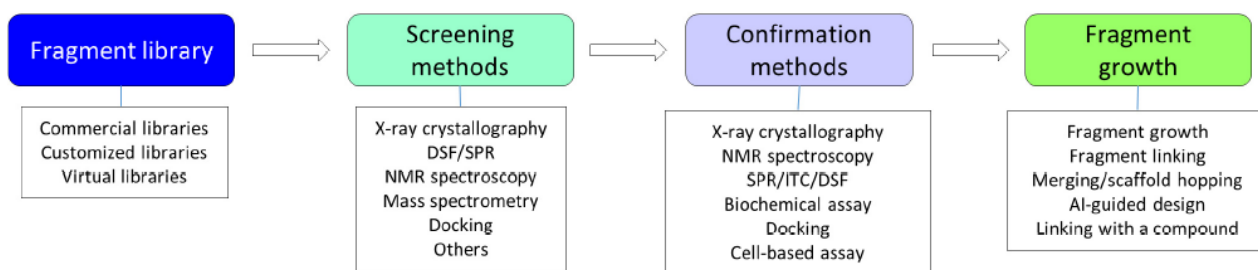 Fragment library
Commercial libraries
Customized libraries
Virtual libraries
Screening
methods
X-ray crystallography
DSF/SPR
NMR spectroscopy
Mass spectrometry
Docking
Others
Confirmation
methods
X-ray crystallography
NMR spectroscopy
SPR/ITC/DSF
Biochemical assay
Docking
Cell-based assay
Fragment
growth
Fragment growth
Fragment linking
Merging/scaffold hopping
AI-guided design
Linking with a compound